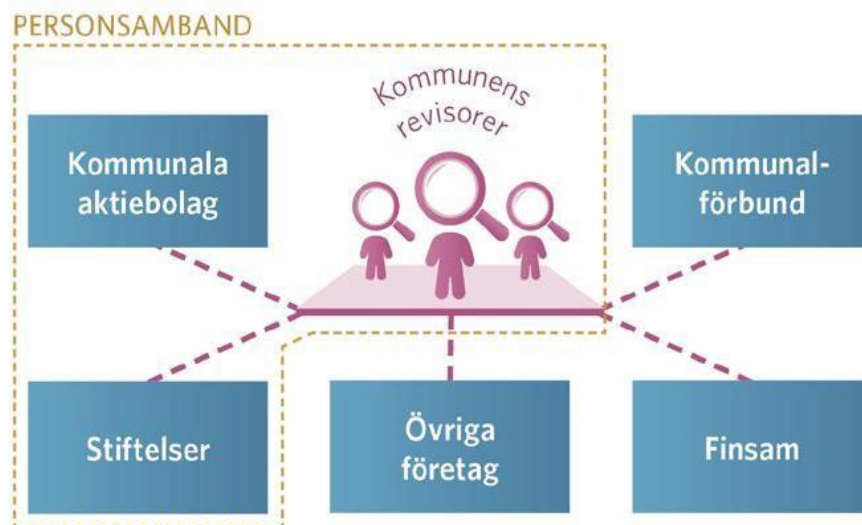 PERSONSAMBAND
Kommunens
revisorer
Kommunala
aktiebolag
Kommunal-
förbund
Stiftelser
Övriga
företag
Finsam